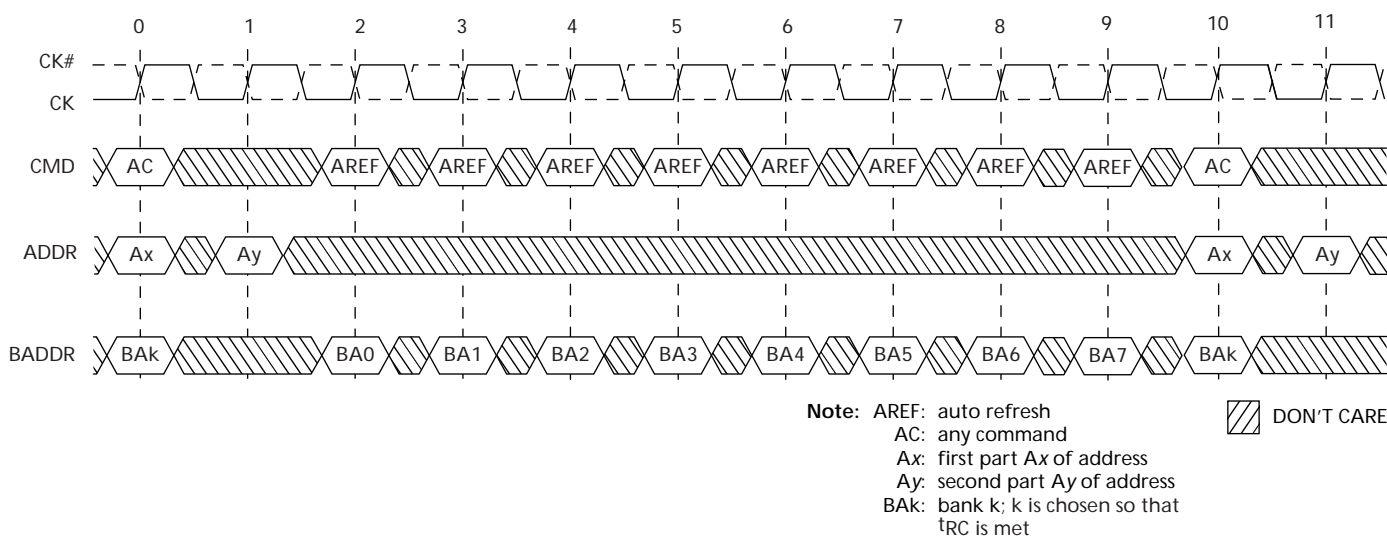 0 1 2 3 4 5 6 7 8 9 10 11
CK#
CK
CMD AC AREF AREF AREF AREF AREF AREF AREF AREF AC
ADDR Ax Ay Ax Ay
BADDR BAk BA0 BA1 BA2 BA3 BA4 BA5 BA6 BA7 BAk
Note: AREF: auto refresh DON'T CARE
AC: any command
Ax: first part Ax of address
Ay: second part Ay of address
BAk: bank k; k is chosen so that
tRC is met